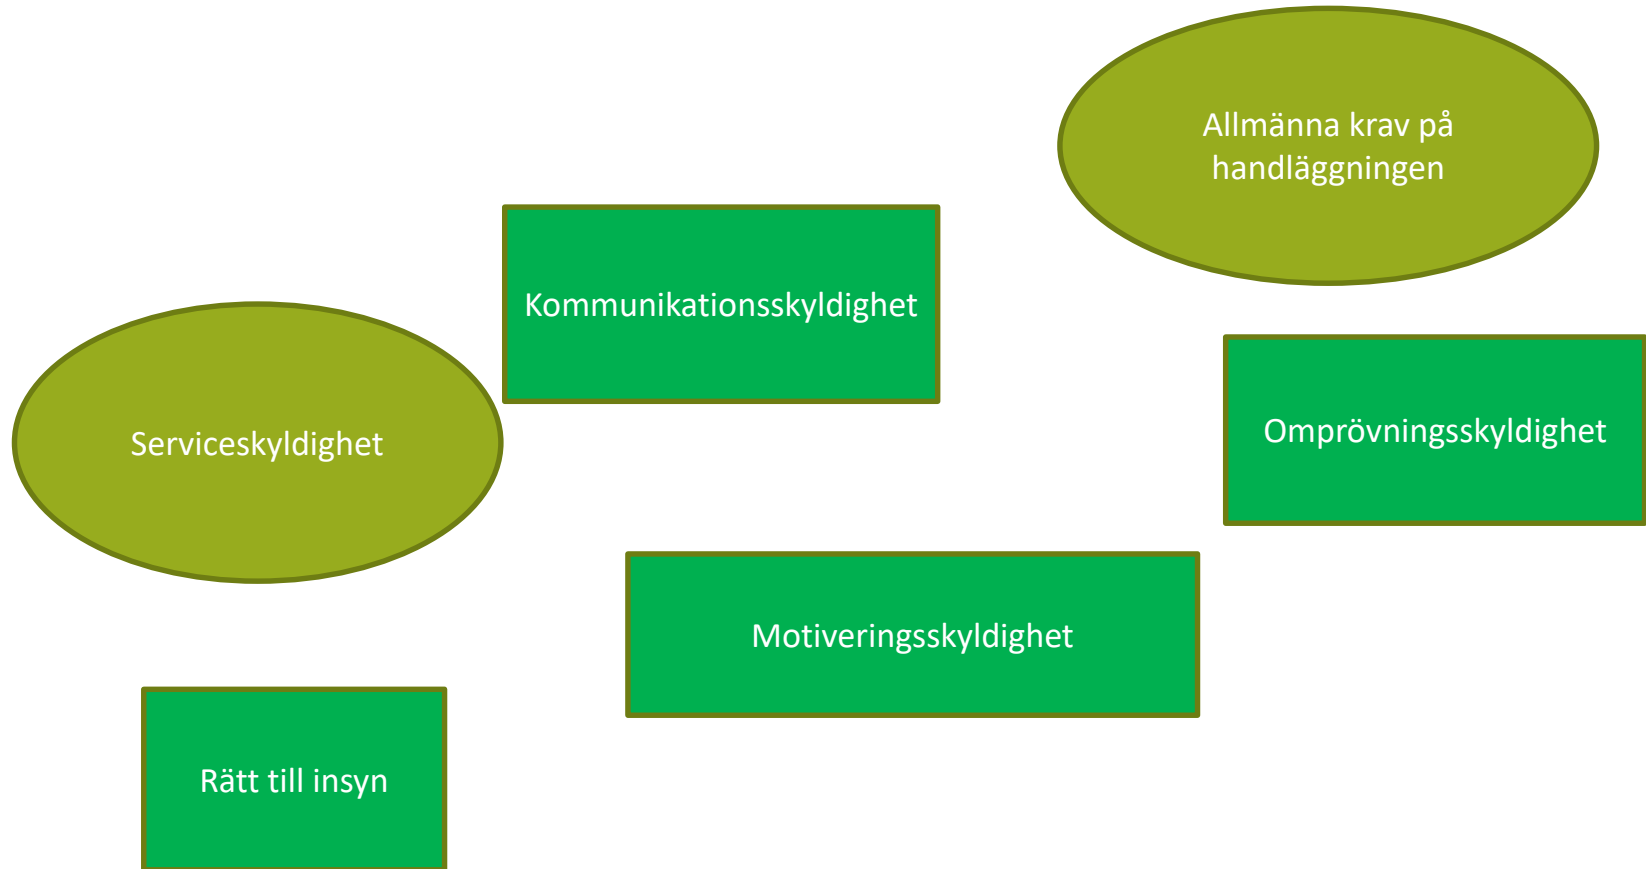 Allmänna krav på
handläggningen
Kommunikationsskyldighet
Serviceskyldighet
Omprövningsskyldighet
Motiveringsskyldighet
Rätt till insyn